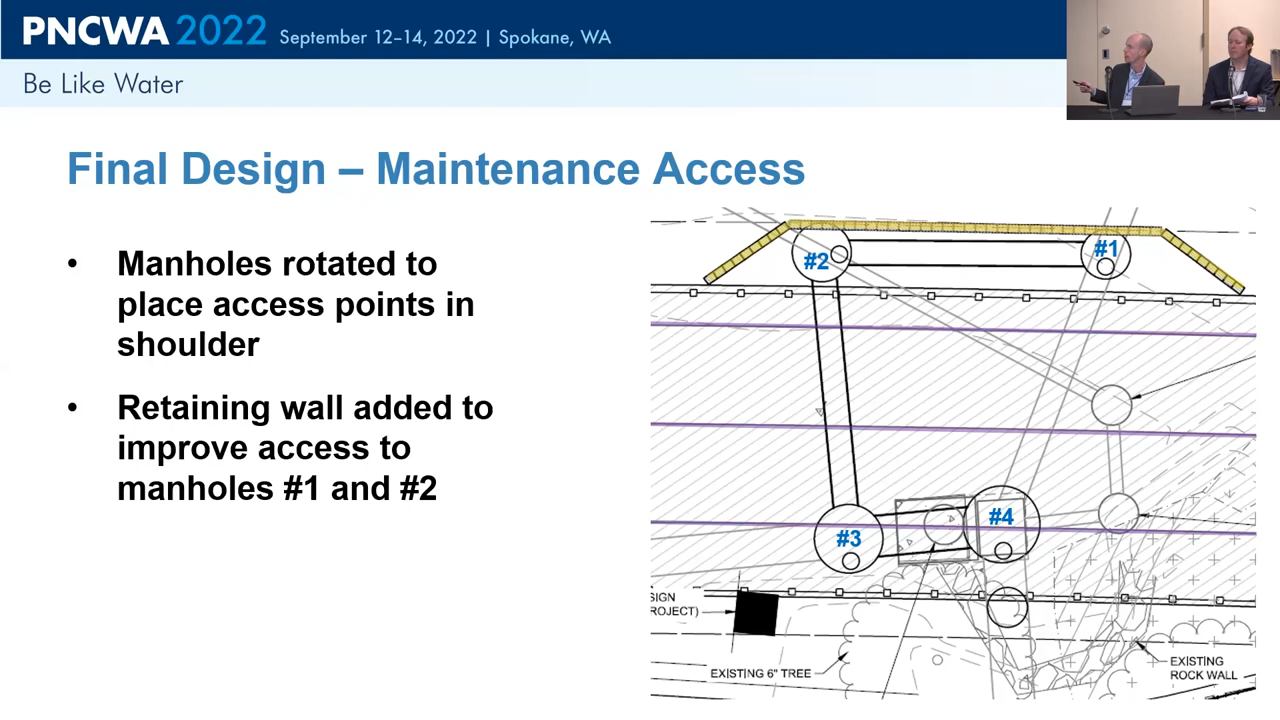 PNCWA 2022 September 12–14, 2022 | Spokane, WA
Be Like Water
Final Design – Maintenance Access
• Manholes rotated to
place access points in
shoulder
• Retaining wall added to
improve access to
manholes #1 and #2
#2
#1
#3
#4
SIGN
ROJECT)
EXISTING 6" TREE
EXISTING
ROCK WALL